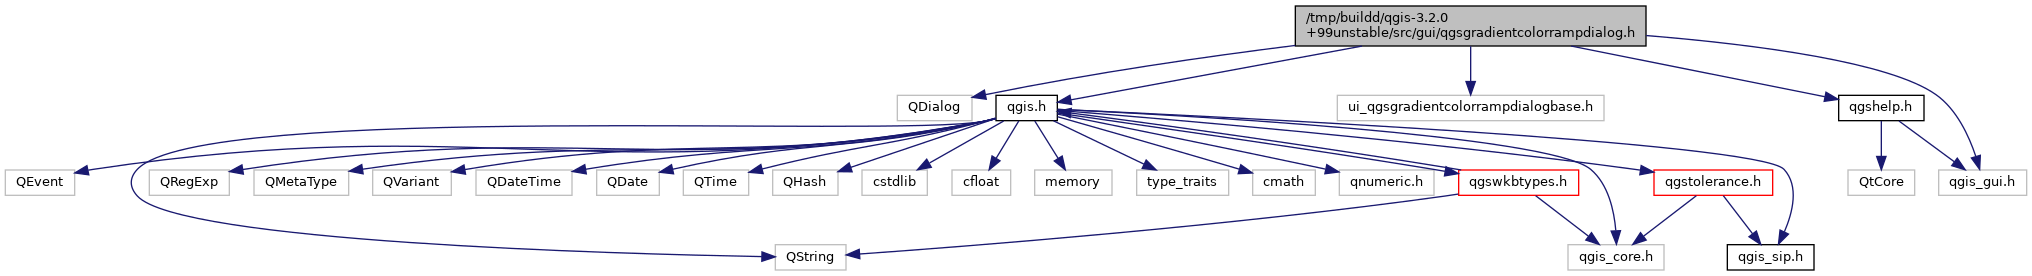 /tmp/buildd/qgis-3.2.0
+99unstable/src/gui/qgsgradientcolorrampdialog.h
QDialog
qgis.h
ui_qgsgradientcolorrampdialogbase.h
qgshelp.h
QEvent
QRegExp
QMetaType
QVariant
QDateTime
QDate
QTime
QHash
cstdlib
cfloat
memory
type_traits
cmath
qnumeric.h
qgswkbtypes.h
qgstolerance.h
QtCore
qgis_gui.h
QString
qgis_core.h
qgis_sip.h